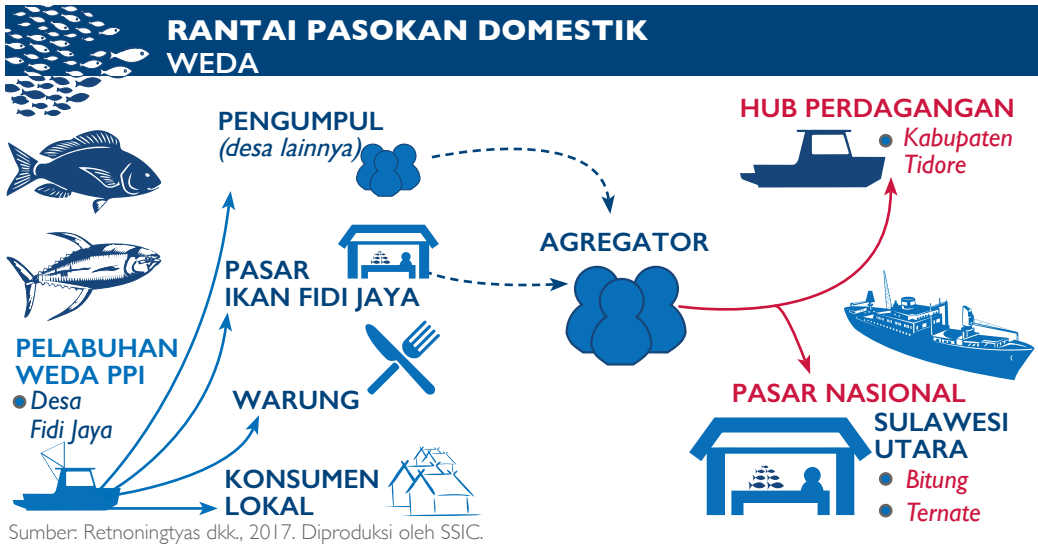 RANTAI PASOKAN DOMESTIK
WEDA
PENGUMPUL
(desa lainnya)
PASAR
IKAN FIDI JAYA
PELABUHAN
WEDA PPI
Desa
Fidi Jaya
WARUNG
KONSUMEN
LOKAL
AGREGATOR
HUB PERDAGANGAN
Kabupaten
Tidore
PASAR NASIONAL
SULAWESI
UTARA
Bitung
Ternate
Sumber: Retnoningtyas dkk., 2017. Diproduksi oleh SSIC.